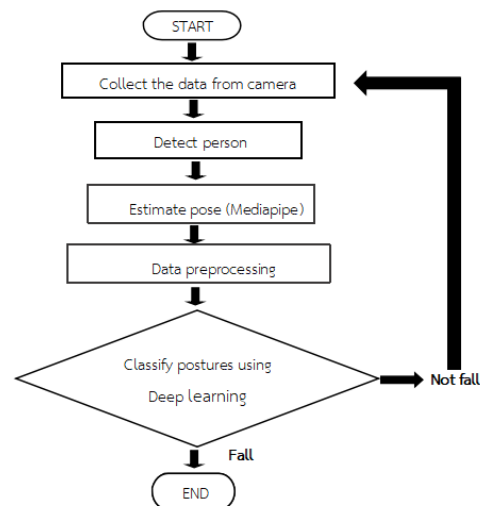 START
Collect the data from camera
Detect person
Estimate pose (Mediapipe)
Data preprocessing
Classify postures using
Deep learning
Not fall
Fall
END